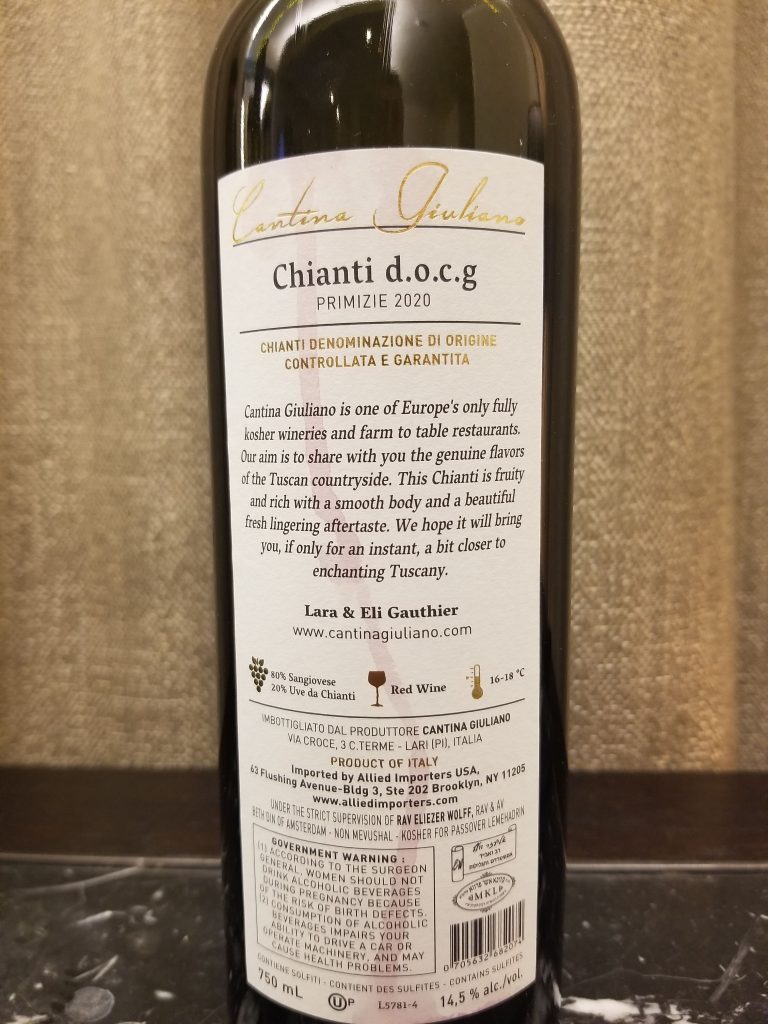 Cantina Giuliano
Chianti d.o.c.g
PRIMIZIE 2020
CHIANTI DENOMINAZIONE DI ORIGINE
CONTROLLATA E GARANTITA
Cantina Giuliano is one of Europe's only fully
kosher wineries and farm to table restaurants.
Our aim is to share with you the genuine flavors
of the Tuscan countryside. This Chianti is fruity
and rich with a smooth body and a beautiful
fresh lingering aftertaste. We hope it will bring
you, if only for an instant, a bit closer to
enchanting Tuscany.
Lara & Eli Gauthier
www.cantinagiuliano.com
80% Sangiovese
20% Uve da Chianti
Red Wine
16-18 °C
IMBOTTIGLIATO DAL PRODUTTORE CANTINA GIULIANO
VIA CROCE, 3 C.TERME - LARI (PI), ITALIA
PRODUCT OF ITALY
Imported by Allied Importers USA,
63 Flushing Avenue-Bldg 3, Ste 202 Brooklyn, NY 11205
www.alliedimporters.com
UNDER THE STRICT SUPERVISION OF RAV ELIEZER WOLFF, RAV & AV
BETH DIN OF AMSTERDAM - NON MEVUSHAL - KOSHER FOR PASSOVER LEMEHADRIN
GOVERNMENT WARNING :
(1) ACCORDING TO THE SURGEON
GENERAL, WOMEN SHOULD NOT
DRINK ALCOHOLIC BEVERAGES
DURING PREGNANCY BECAUSE
OF THE RISK OF BIRTH DEFECTS.
(2) CONSUMPTION OF ALCOHOLIC
BEVERAGES IMPAIRS YOUR
ABILITY TO DRIVE A CAR OR
OPERATE MACHINERY, AND MAY
CAUSE HEALTH PROBLEMS.
MKL
0 705632 682074
CONTIENE SOLFITI - CONTIENT DES SULFITES - CONTAINS SULFITES
750 mL
U P
L5781-4
14,5 % alc./vol.